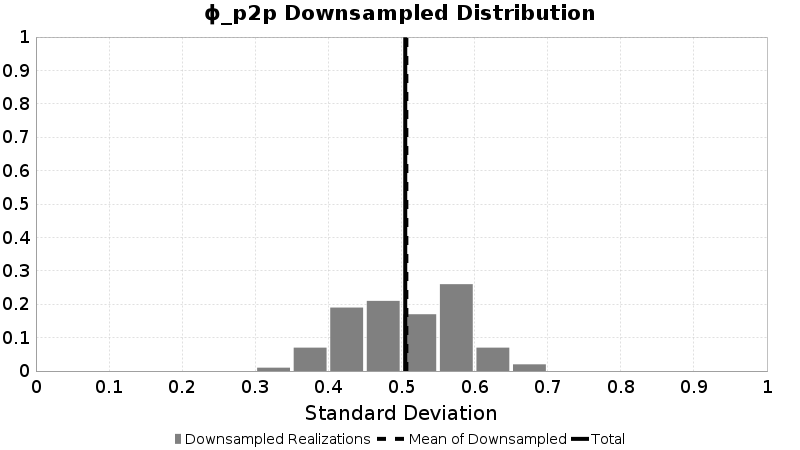 ϕ_p2p Downsampled Distribution
1
0.9
0.8
0.7
0.6
0.5
0.4
0.3
0.2
0.1
0
0 0.1 0.2 0.3 0.4 0.5 0.6 0.7 0.8 0.9 1
Standard Deviation
Downsampled Realizations Mean of Downsampled Total